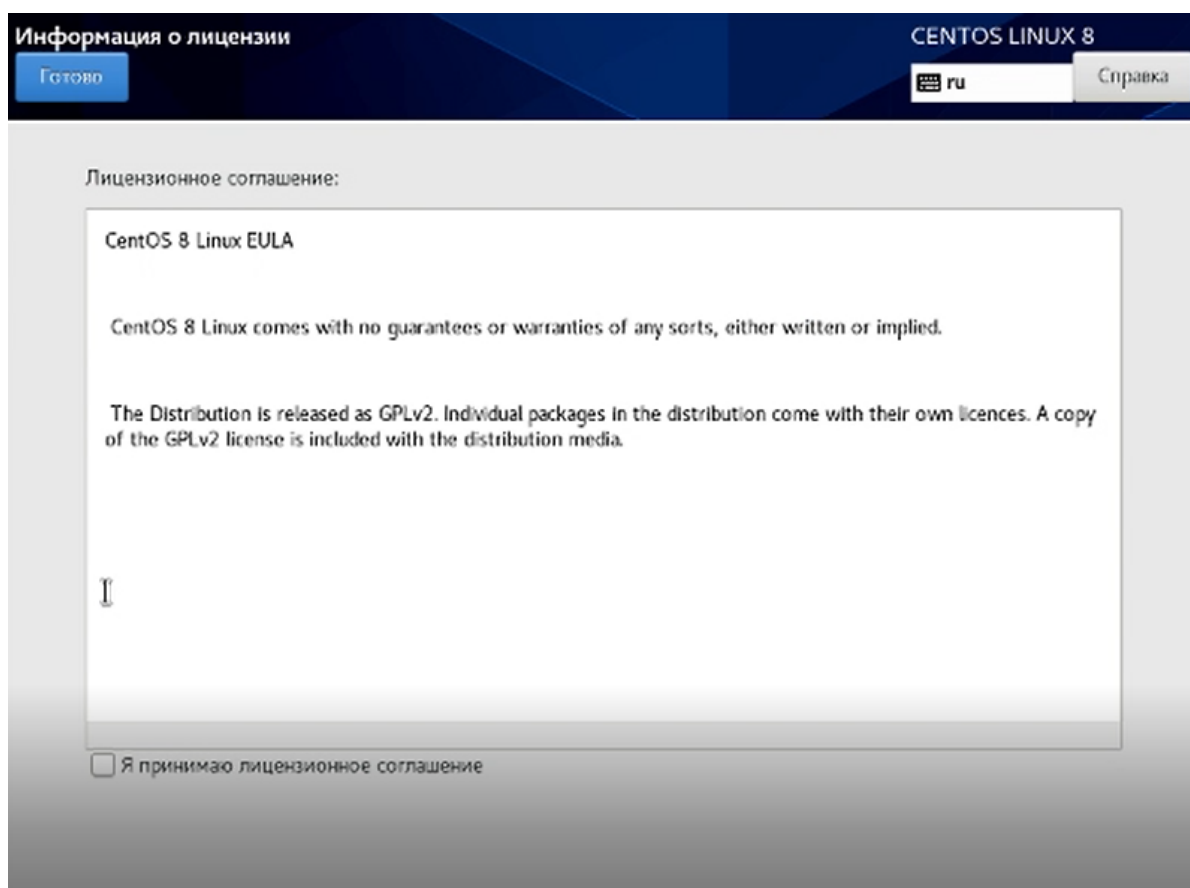 Информация о лицензии
CENTOS LINUX 8
Готово
ru
Справка
Лицензионное соглашение:
CentOS 8 Linux EULA
CentOS 8 Linux comes with no guarantees or warranties of any sorts, either written or implied.
The Distribution is released as GPLv2. Individual packages in the distribution come with their own licences. A copy
of the GPLv2 license is included with the distribution media.
Я принимаю лицензионное соглашение